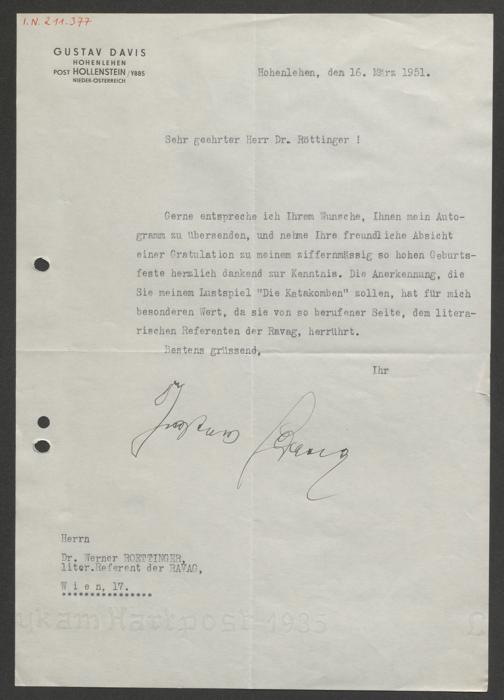 I.N. 211.377
GUSTAV DAVIS
HOHENLEHEN
POST HOLLENSTEIN/YBBS
NIEDER-ÖSTERREICH
Hohenlehen, den 16. März 1951.
Sehr geehrter Herr Dr. Röttinger !
Gerne entspreche ich Ihrem Wunsche, Ihnen mein Auto-
gramm zu übersenden, und nehme Ihre freundliche Absicht
einer Gratulation zu meinem ziffernmässig so hohen Geburts-
feste herzlich dankend zur Kenntnis. Die Anerkennung, die
Sie meinem Lustspiel "Die Katakomben" zollen, hat für mich
besonderen Wert, da sie von so berufener Seite, dem litera-
rischen Referenten der Ravag, herrührt.
Bestens grüssend,
Ihr
Dr Gustav Davis
Herrn
Dr. Werner ROETTINGER,
liter.Referent der RAVAG,
W i e n, 17.
ykam Hartpost 1935